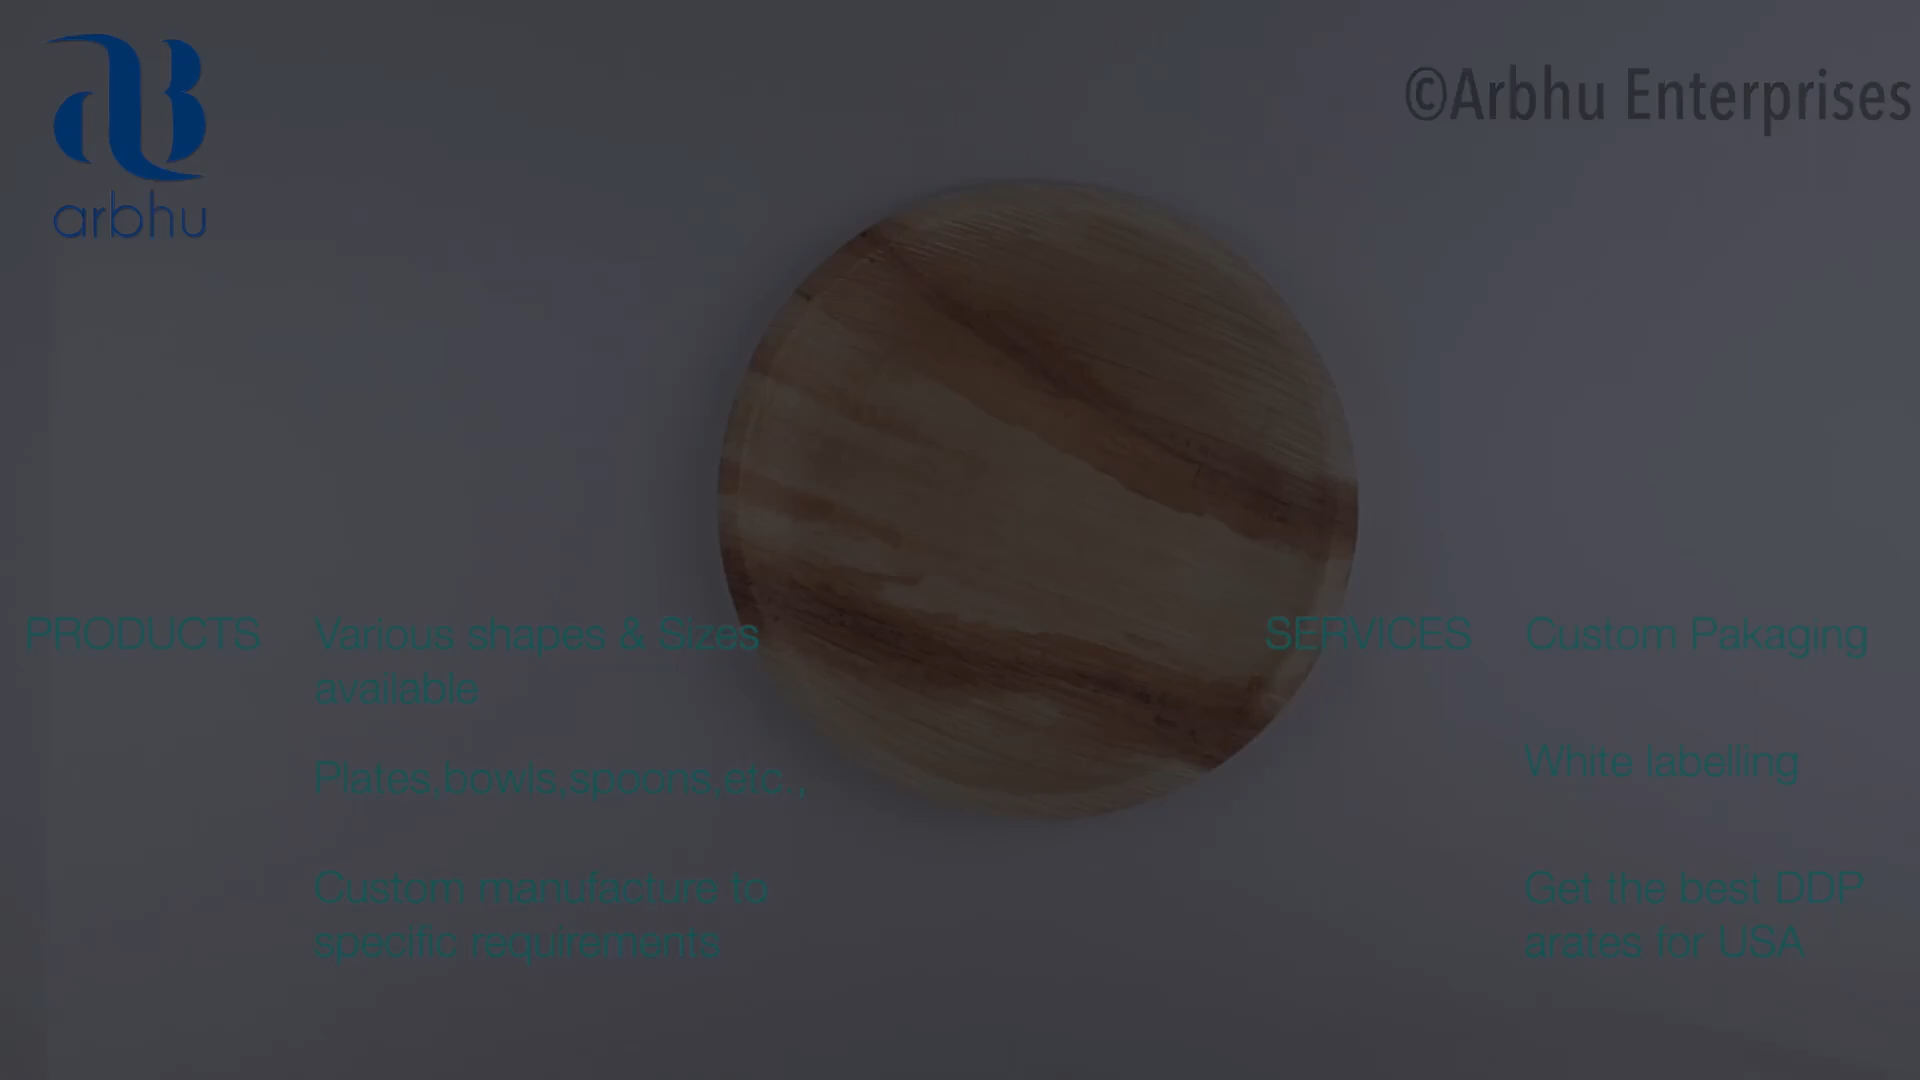 ©Arbhu Enterprises
arbhu
PRODUCTS
Various shapes & Sizes
available
Plates,bowls,spoons,etc.,
Custom manufacture to
specific requirements
SERVICES
Custom Pakaging
White labelling
Get the best DDP
arates for USA